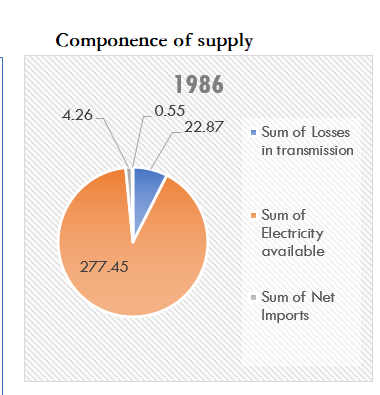 Componence of supply
1986
4.26
0.55
22.87
277.45
Sum of Losses
in transmission
Sum of
Electricity
available
Sum of Net
Imports